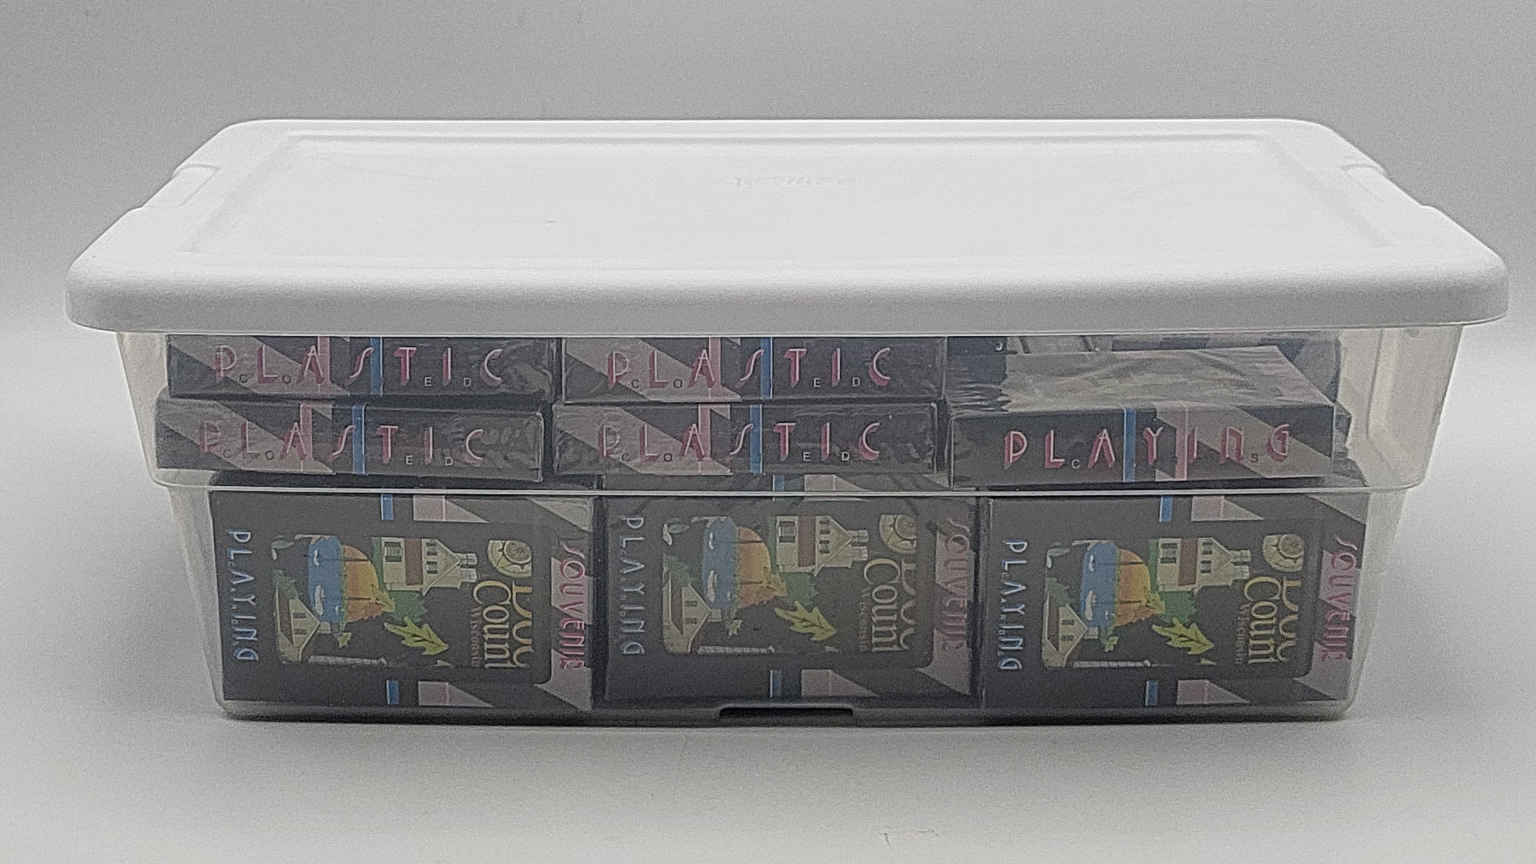 PLASTIC
COATED
PLASTIC
COATED
PLASTIC
COATED
PLASTIC
COATED
PLAYING
PLAYING
SOUVENIR
Door
County
Wisconsin
PLAYING
SOUVENIR
Door
County
Wisconsin
PLAYING
SOUVENIR
Door
County
Wisconsin